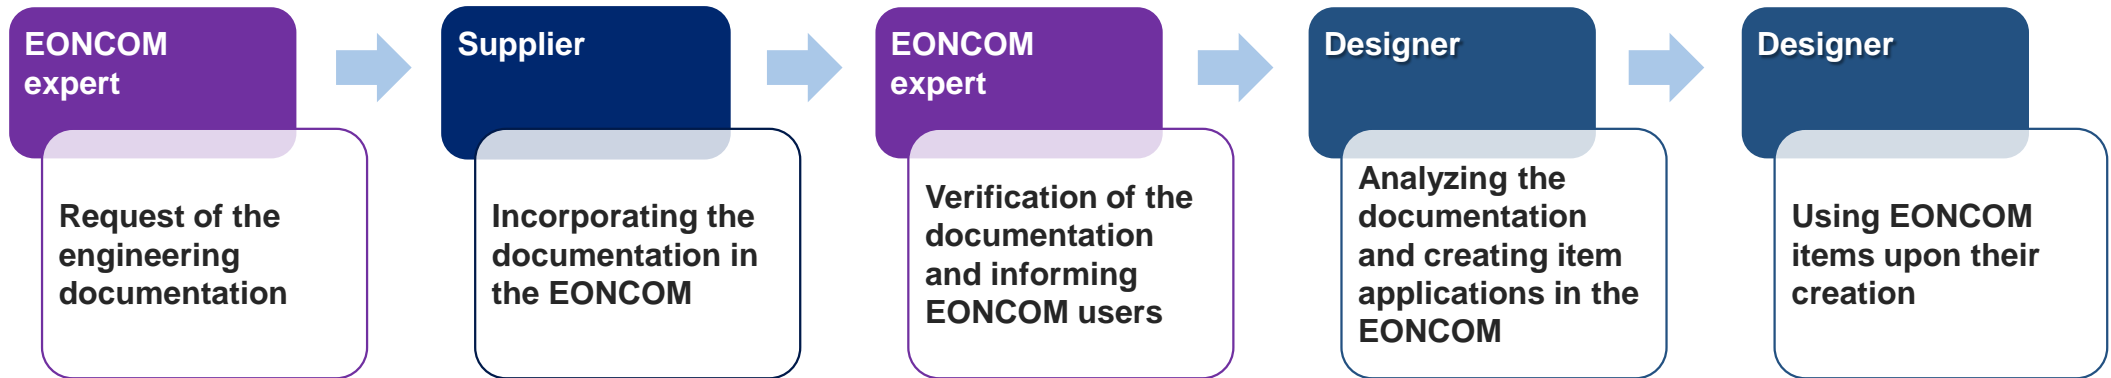 EONCOM
expert
Request of the
engineering
documentation
Supplier
Incorporating the
documentation in
the EONCOM
EONCOM
expert
Verification of the
documentation
and informing
EONCOM users
Designer
Analyzing the
documentation
and creating item
applications in the
EONCOM
Designer
Using EONCOM
items upon their
creation